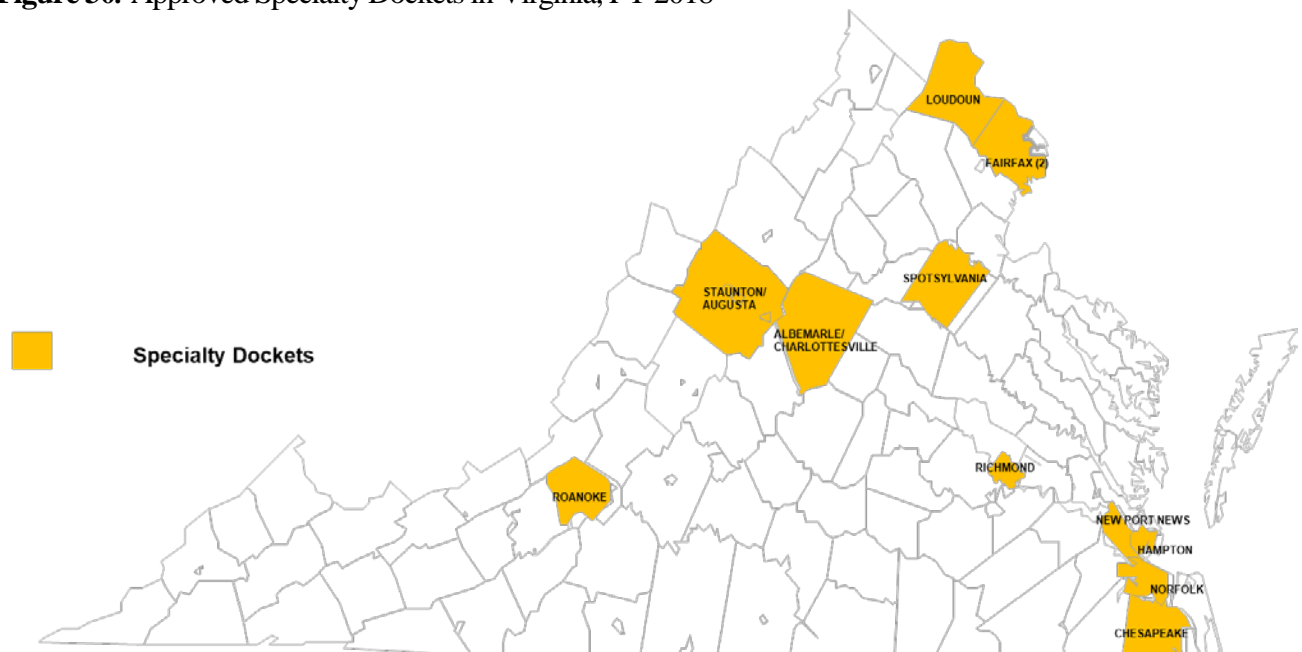 Figure 36: Approved Specialty Dockets in Virginia, FY 2018
LOUDOUN
FAIRFAX (2)
SPOTSYLVANIA
STAUNTON/
AUGUSTA
ALBEMARLE/
CHARLOTTESVILLE
Specialty Dockets
RICHMOND
ROANOKE
NEW PORT NEWS
HAMPTON
NORFOLK
CHESAPEAKE